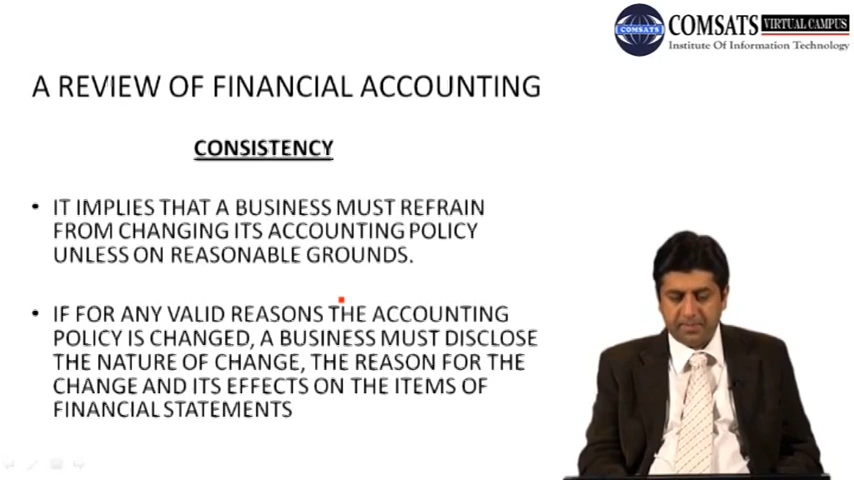 COMSATS
COMSATS VIRTUAL CAMPUS
Institute Of Information Technology
A REVIEW OF FINANCIAL ACCOUNTING
CONSISTENCY
• IT IMPLIES THAT A BUSINESS MUST REFRAIN
FROM CHANGING ITS ACCOUNTING POLICY
UNLESS ON REASONABLE GROUNDS.
• IF FOR ANY VALID REASONS THE ACCOUNTING
POLICY IS CHANGED, A BUSINESS MUST DISCLOSE
THE NATURE OF CHANGE, THE REASON FOR THE
CHANGE AND ITS EFFECTS ON THE ITEMS OF
FINANCIAL STATEMENTS